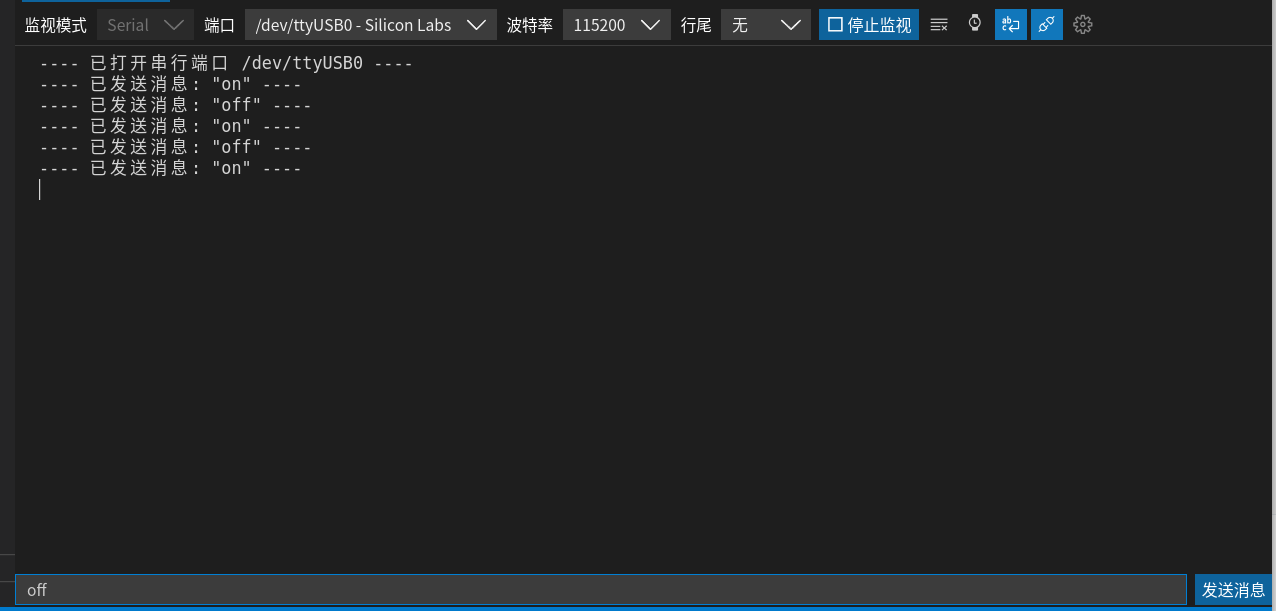 监视模式 Serial 端口 /dev/ttyUSB0 - Silicon Labs 波特率 115200 行尾 无 停止监视
---- 已打开串行端口 /dev/ttyUSB0 ----
---- 已发送消息: "on" ----
---- 已发送消息: "off" ----
---- 已发送消息: "on" ----
---- 已发送消息: "off" ----
---- 已发送消息: "on" ----
off 发送消息